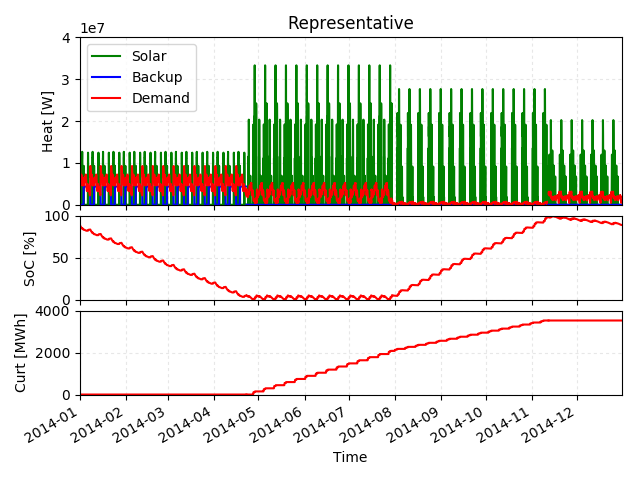 Representative
1e7
Heat [W]
4
3
2
1
0
Solar
Backup
Demand
SoC [%]
100
50
0
Curt [MWh]
4000
2000
0
2014-01
2014-02
2014-03
2014-04
2014-05
2014-06
2014-07
2014-08
2014-09
2014-10
2014-11
2014-12
Time